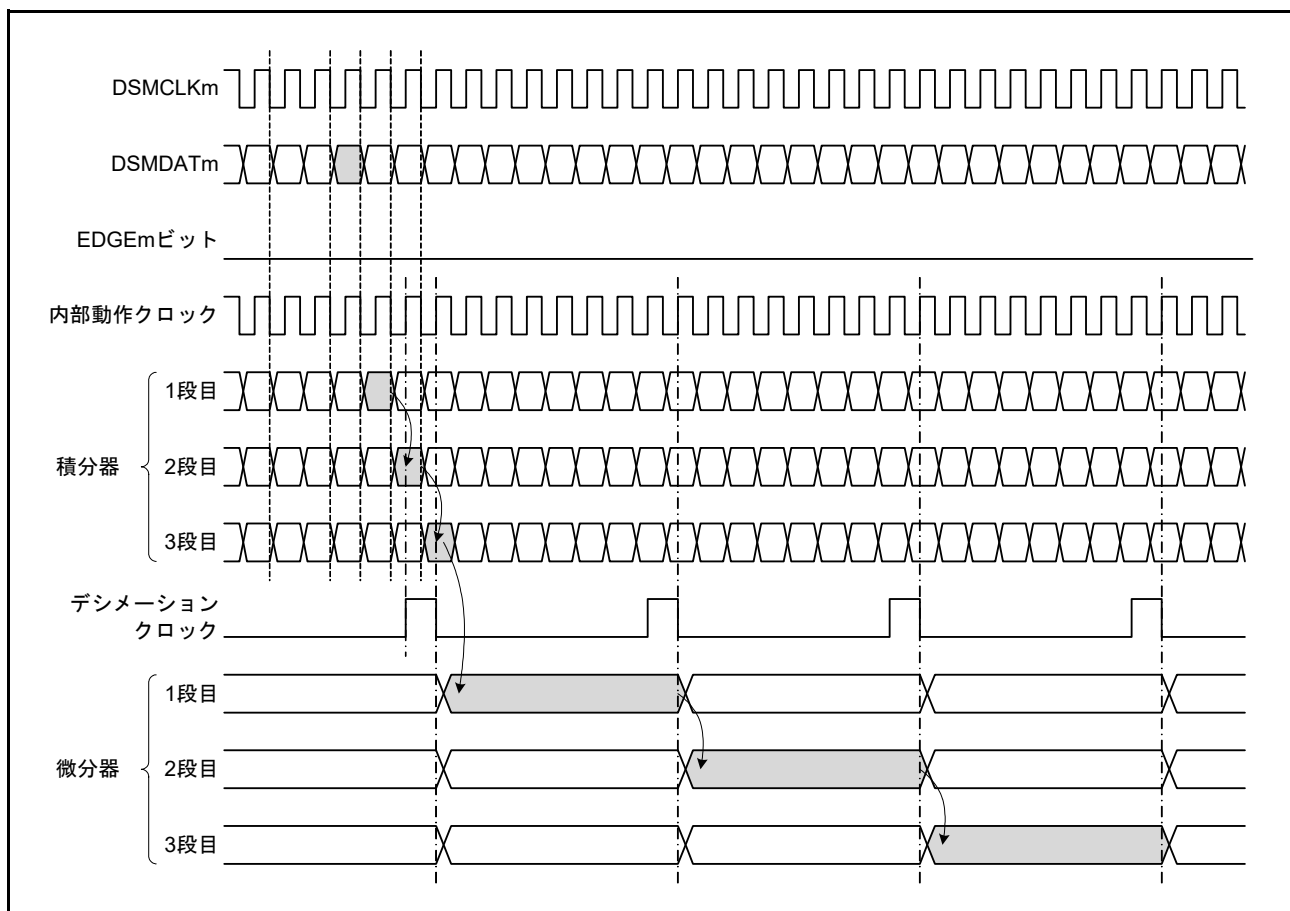 DSMCLKm
DSMDATm
EDGEmビット
内部動作クロック
積分器
1段目
2段目
3段目
デシメーション
クロック
微分器
1段目
2段目
3段目